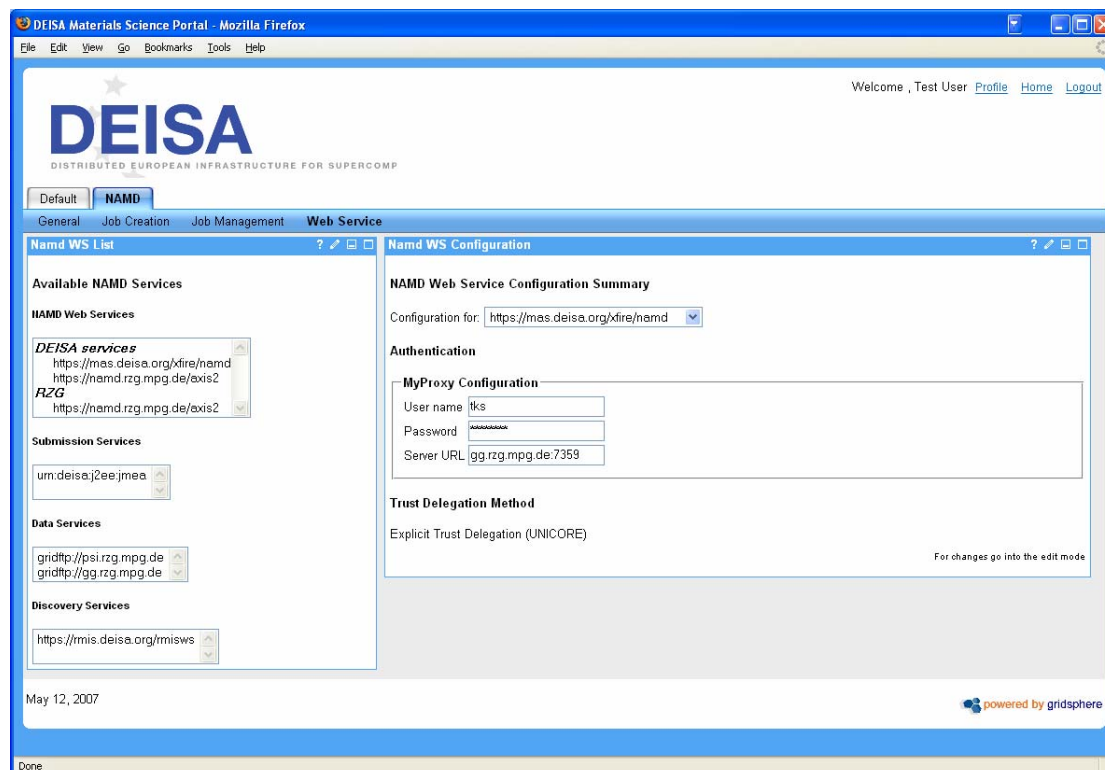 DEISA Materials Science Portal - Mozilla Firefox
File Edit View Go Bookmarks Tools Help
Welcome , Test User Profile Home Logout
DEISA
DISTRIBUTED EUROPEAN INFRASTRUCTURE FOR SUPERCOMP
Default NAMD
General Job Creation Job Management Web Service
Namd WS List
Available NAMD Services
NAMD Web Services
DEISA services
https://mas.deisa.org/xfire/namd
https://namd.rzg.mpg.de/axis2
RZG
https://namd.rzg.mpg.de/axis2
Submission Services
urn:deisa:j2ee:jmea
Data Services
gridftp://psi.rzg.mpg.de
gridftp://gg.rzg.mpg.de
Discovery Services
https://rmis.deisa.org/rmisws
Namd WS Configuration
NAMD Web Service Configuration Summary
Configuration for: https://mas.deisa.org/xfire/namd
Authentication
MyProxy Configuration
User name tks
Password ********
Server URL gg.rzg.mpg.de:7359
Trust Delegation Method
Explicit Trust Delegation (UNICORE)
For changes go into the edit mode
May 12, 2007
powered by gridsphere
Done